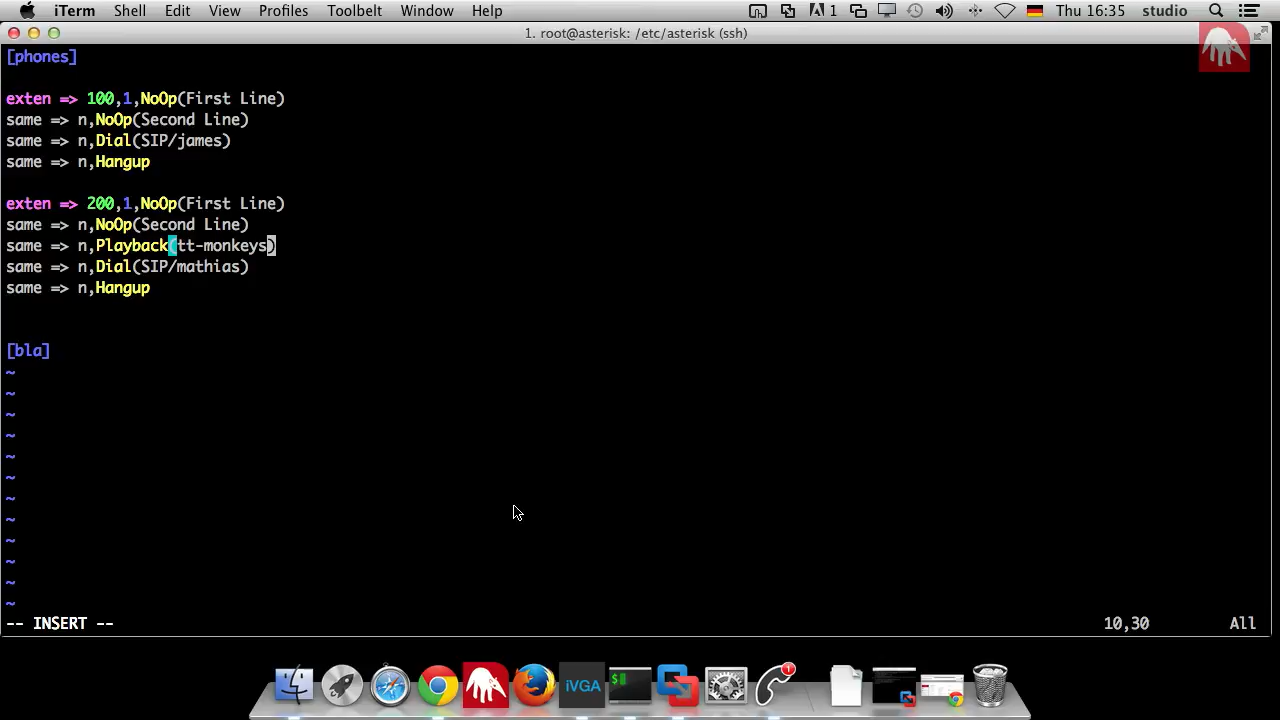 iTerm Shell Edit View Profiles Toolbelt Window Help 1 Thu 16:35 studio
1. root@asterisk: /etc/asterisk (ssh)
[phones]
exten => 100,1,NoOp(First Line)
same => n,NoOp(Second Line)
same => n,Dial(SIP/james)
same => n,Hangup
exten => 200,1,NoOp(First Line)
same => n,NoOp(Second Line)
same => n,Playback(tt-monkeys)
same => n,Dial(SIP/mathias)
same => n,Hangup
[bla]
~
~
~
~
~
~
~
~
~
~
~
~
-- INSERT -- 10,30 All
iVGA
$
1